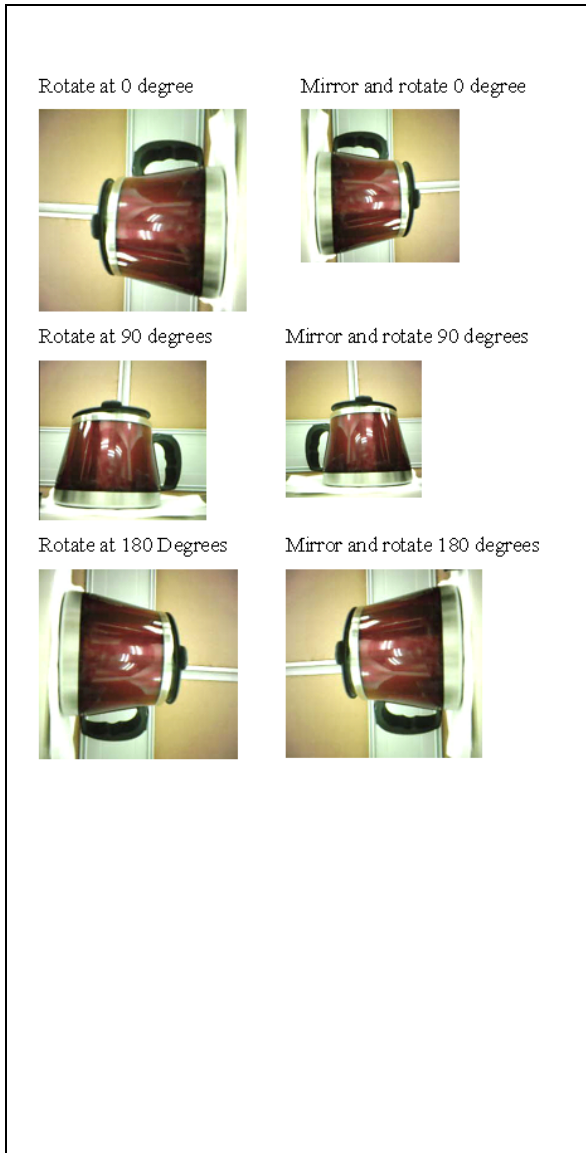 Rotate at 0 degree
Mirror and rotate 0 degree
Rotate at 90 degrees
Mirror and rotate 90 degrees
Rotate at 180 Degrees
Mirror and rotate 180 degrees